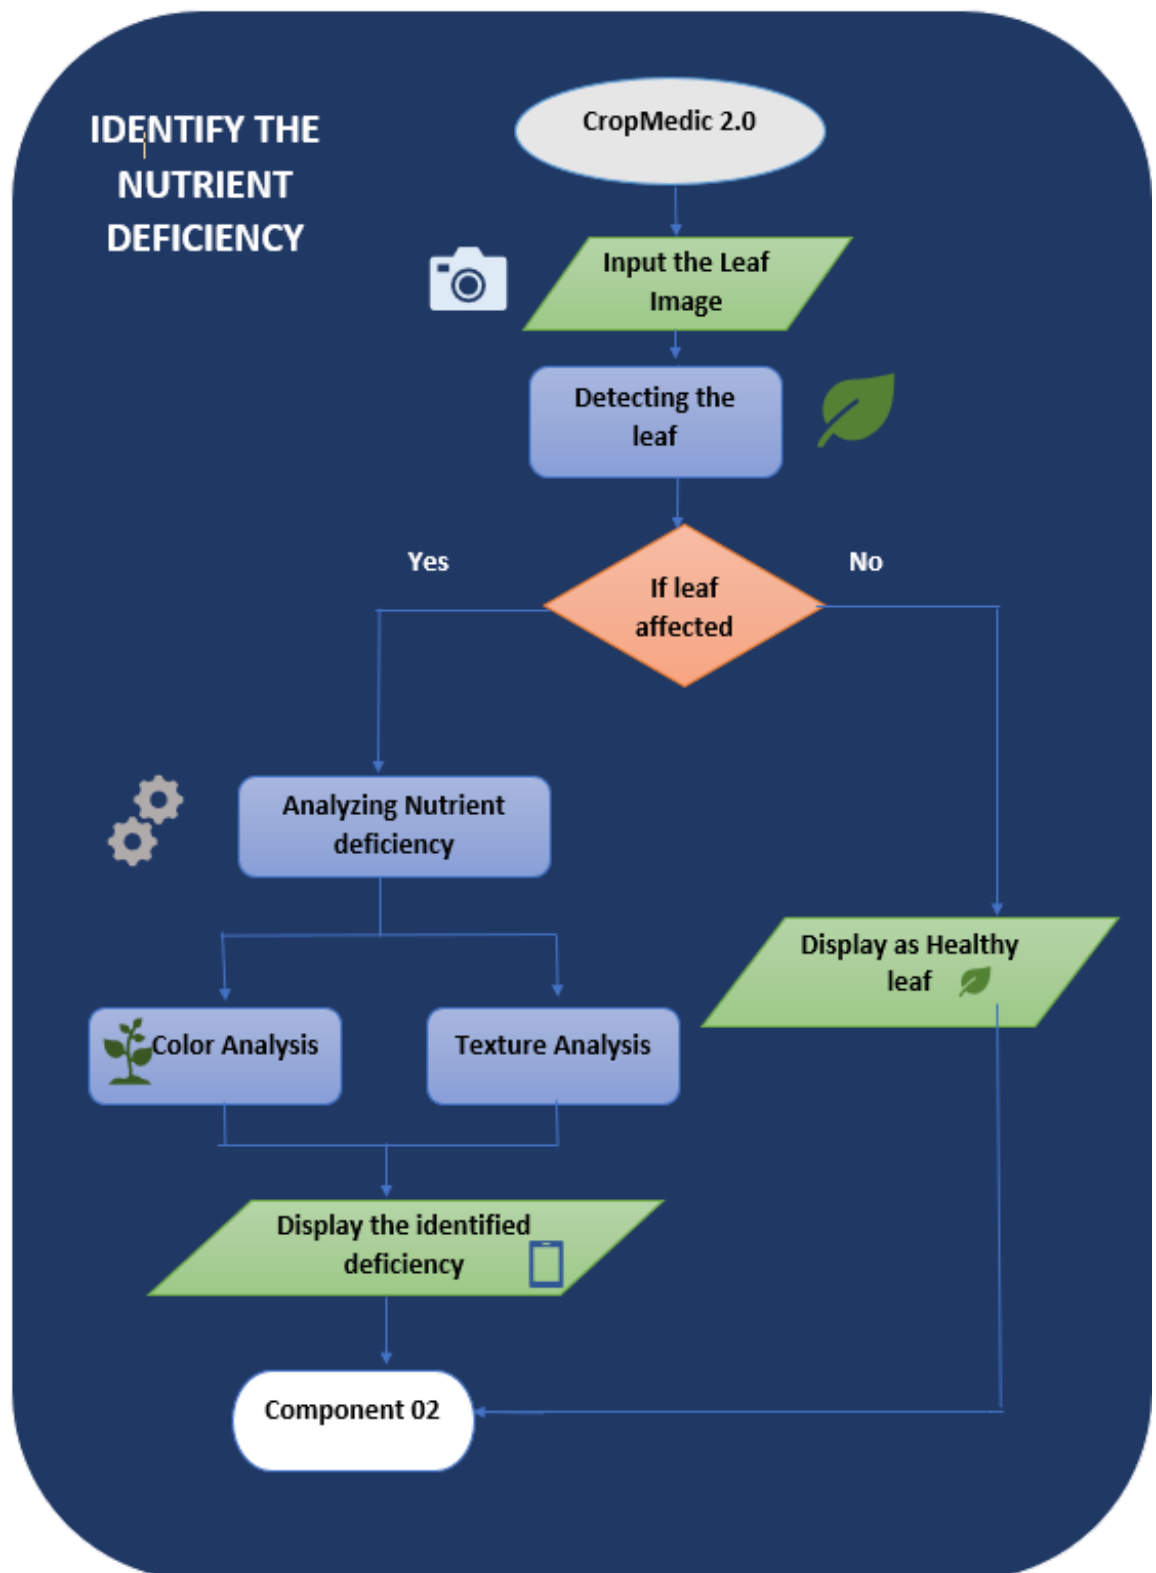 IDENTIFY THE
NUTRIENT
DEFICIENCY
CropMedic 2.0
Input the Leaf
Image
Detecting the
leaf
Yes
No
If leaf
affected
Analyzing Nutrient
deficiency
Display as Healthy
leaf
Color Analysis
Texture Analysis
Display the identified
deficiency
Component 02